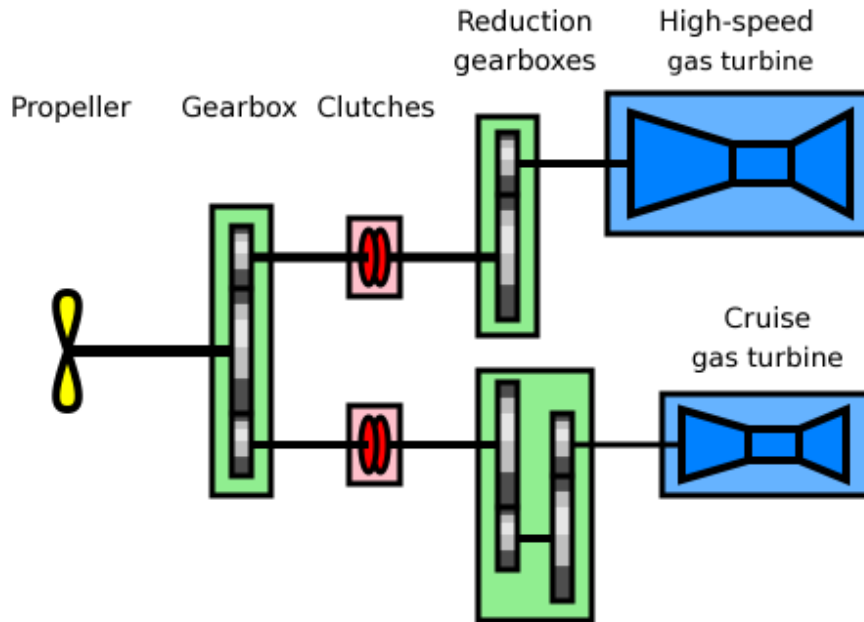 Reduction
gearboxes
High-speed
gas turbine
Propeller
Gearbox
Clutches
Cruise
gas turbine